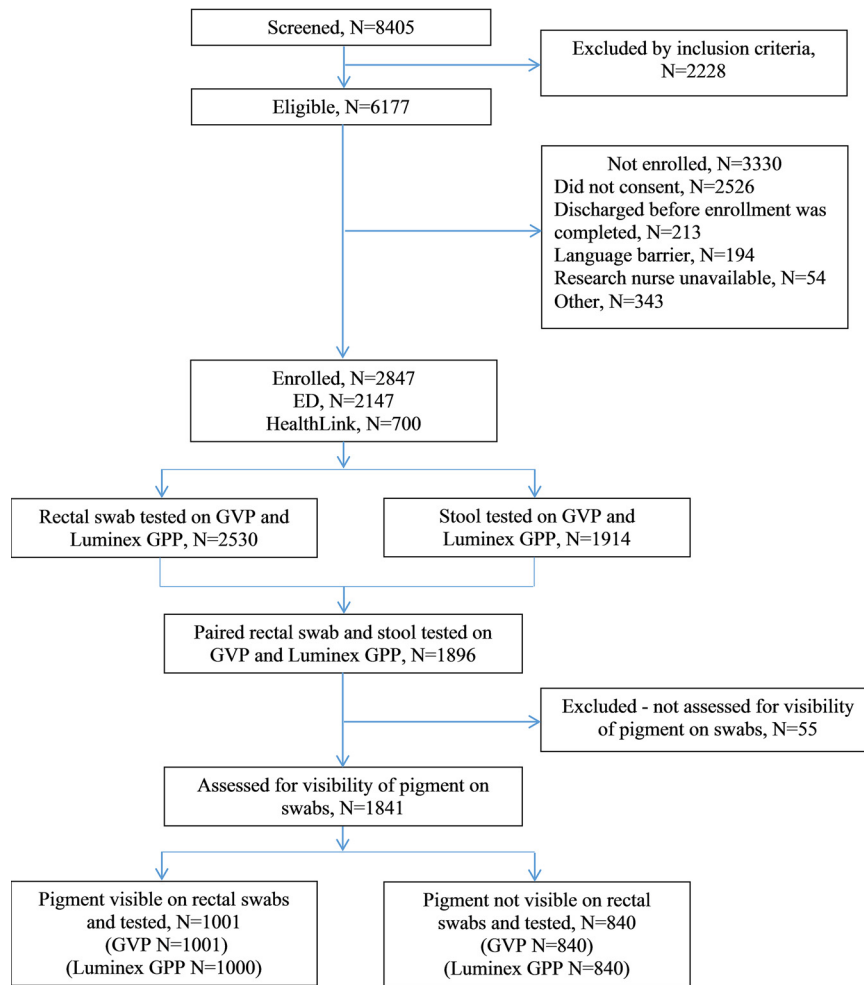 Screened, N=8405
Excluded by inclusion criteria,
N=2228
Eligible, N=6177
Not enrolled, N=3330
Did not consent, N=2526
Discharged before enrollment was
completed, N=213
Language barrier, N=194
Research nurse unavailable, N=54
Other, N=343
Enrolled, N=2847
ED, N=2147
HealthLink, N=700
Rectal swab tested on GVP and
Luminex GPP, N=2530
Stool tested on GVP and
Luminex GPP, N=1914
Paired rectal swab and stool tested on
GVP and Luminex GPP, N=1896
Excluded - not assessed for visibility
of pigment on swabs, N=55
Assessed for visibility of pigment on
swabs, N=1841
Pigment visible on rectal swabs
and tested, N=1001
(GVP N=1001)
(Luminex GPP N=1000)
Pigment not visible on rectal
swabs and tested, N=840
(GVP N=840)
(Luminex GPP N=840)